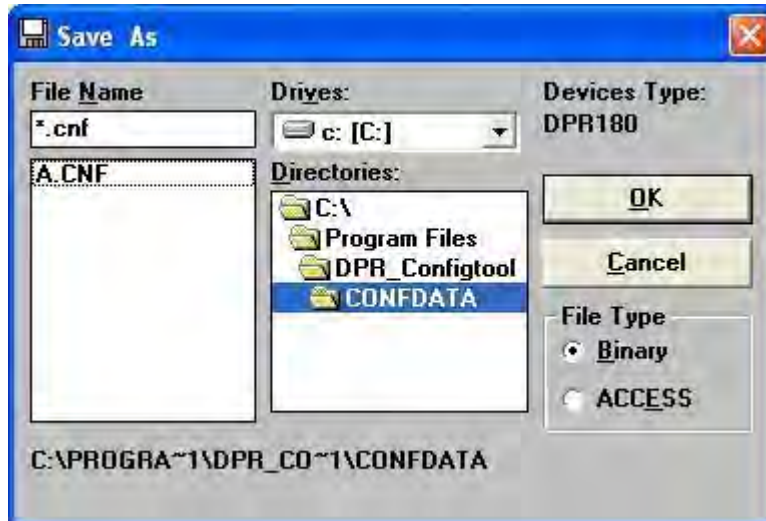 Save As
File Name
*.cnf
A.CNF
Drives:
c: [C:]
Directories:
C:\
Program Files
DPR_Configtool
CONFDATA
Devices Type:
DPR180
OK
Cancel
File Type
Binary
ACCESS
C:\PROGRA~1\DPR_CO~1\CONFDATA